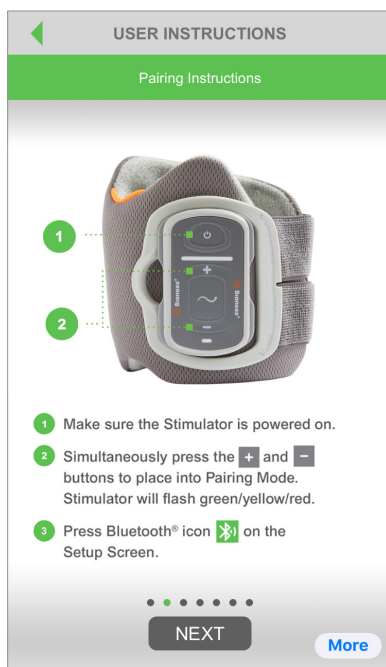 USER INSTRUCTIONS
Pairing Instructions
1
Bioness®
Bioness®
2
1 Make sure the Stimulator is powered on.
2 Simultaneously press the + and −
buttons to place into Pairing Mode.
Stimulator will flash green/yellow/red.
3 Press Bluetooth® icon on the
Setup Screen.
NEXT
More